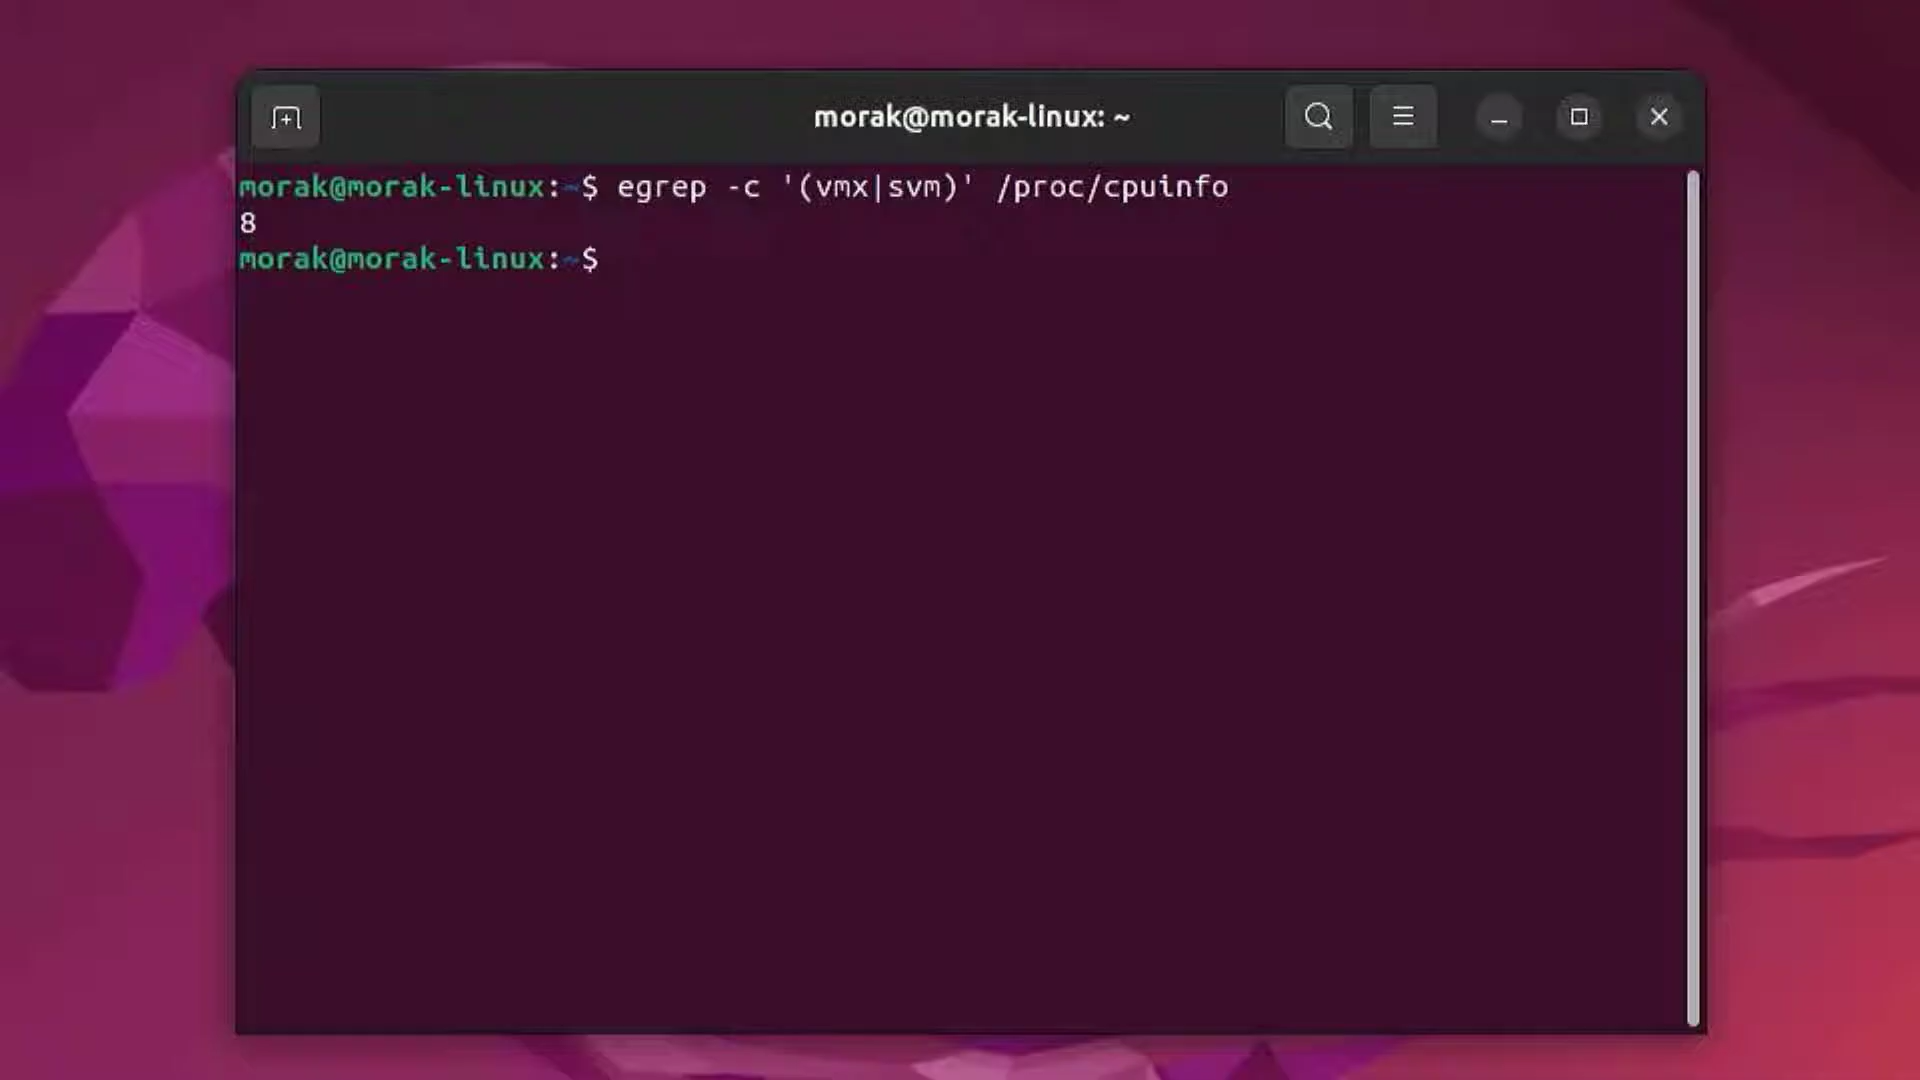 morak@morak-linux: ~
morak@morak-linux:~$ egrep -c '(vmx|svm)' /proc/cpuinfo
8
morak@morak-linux:~$